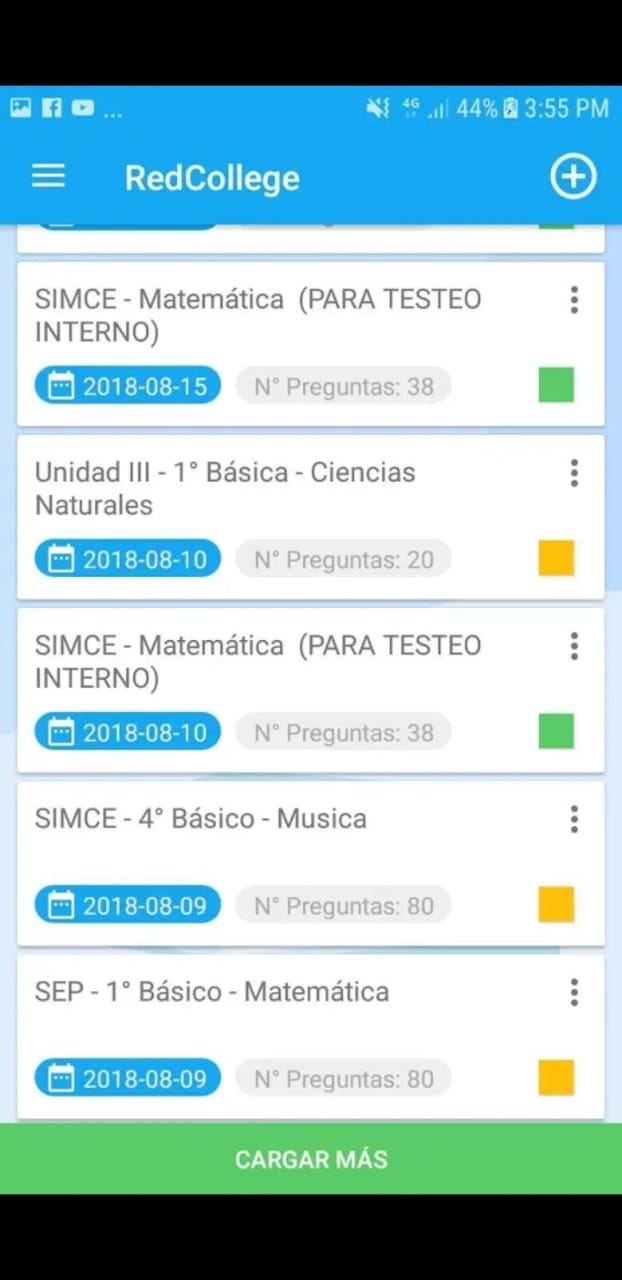 ... 4G 44% 3:55 PM
RedCollege
SIMCE - Matemática (PARA TESTEO
INTERNO)
2018-08-15 N° Preguntas: 38
Unidad III - 1° Básica - Ciencias
Naturales
2018-08-10 N° Preguntas: 20
SIMCE - Matemática (PARA TESTEO
INTERNO)
2018-08-10 N° Preguntas: 38
SIMCE - 4° Básico - Musica
2018-08-09 N° Preguntas: 80
SEP - 1° Básico - Matemática
2018-08-09 N° Preguntas: 80
CARGAR MÁS